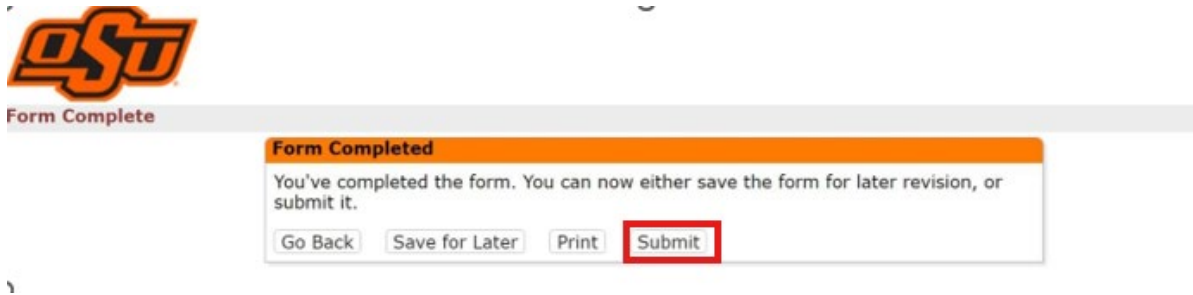 OSU
Form Complete
Form Completed
You've completed the form. You can now either save the form for later revision, or
submit it.
Go Back Save for Later Print Submit